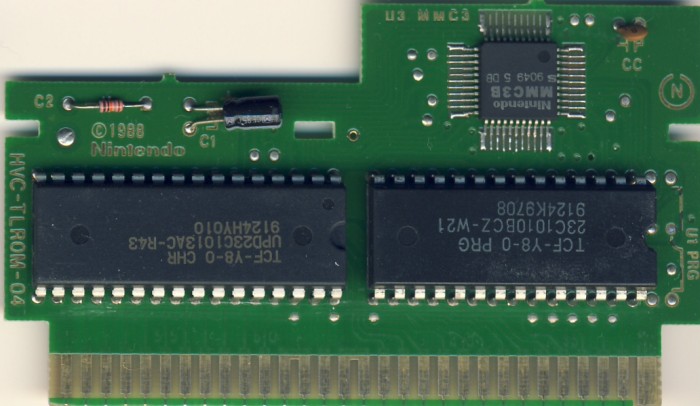 U3 MMC3
CC
Nintendo
MMC3B
S 9049 5 DB
C2
C1
©1988
Nintendo
N
NVC-TLROM-04
TCF-Y8-0 CHR
UPD23C1013AC-R43
9124HY010
TCF-Y8-0 PRG
23C1010BCZ-W21
9124K9708
U1 PRG